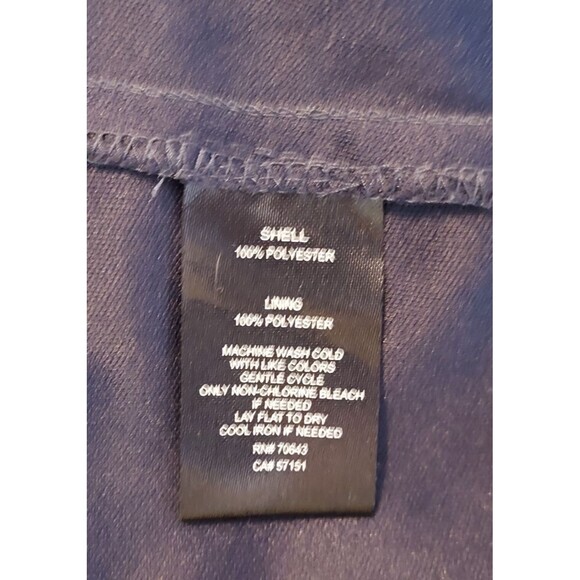 SHELL
100% POLYESTER
LINING
100% POLYESTER
MACHINE WASH COLD
WITH LIKE COLORS
GENTLE CYCLE
ONLY NON-CHLORINE BLEACH
IF NEEDED
LAY FLAT TO DRY
COOL IRON IF NEEDED
RN# 70643
CA# 57151